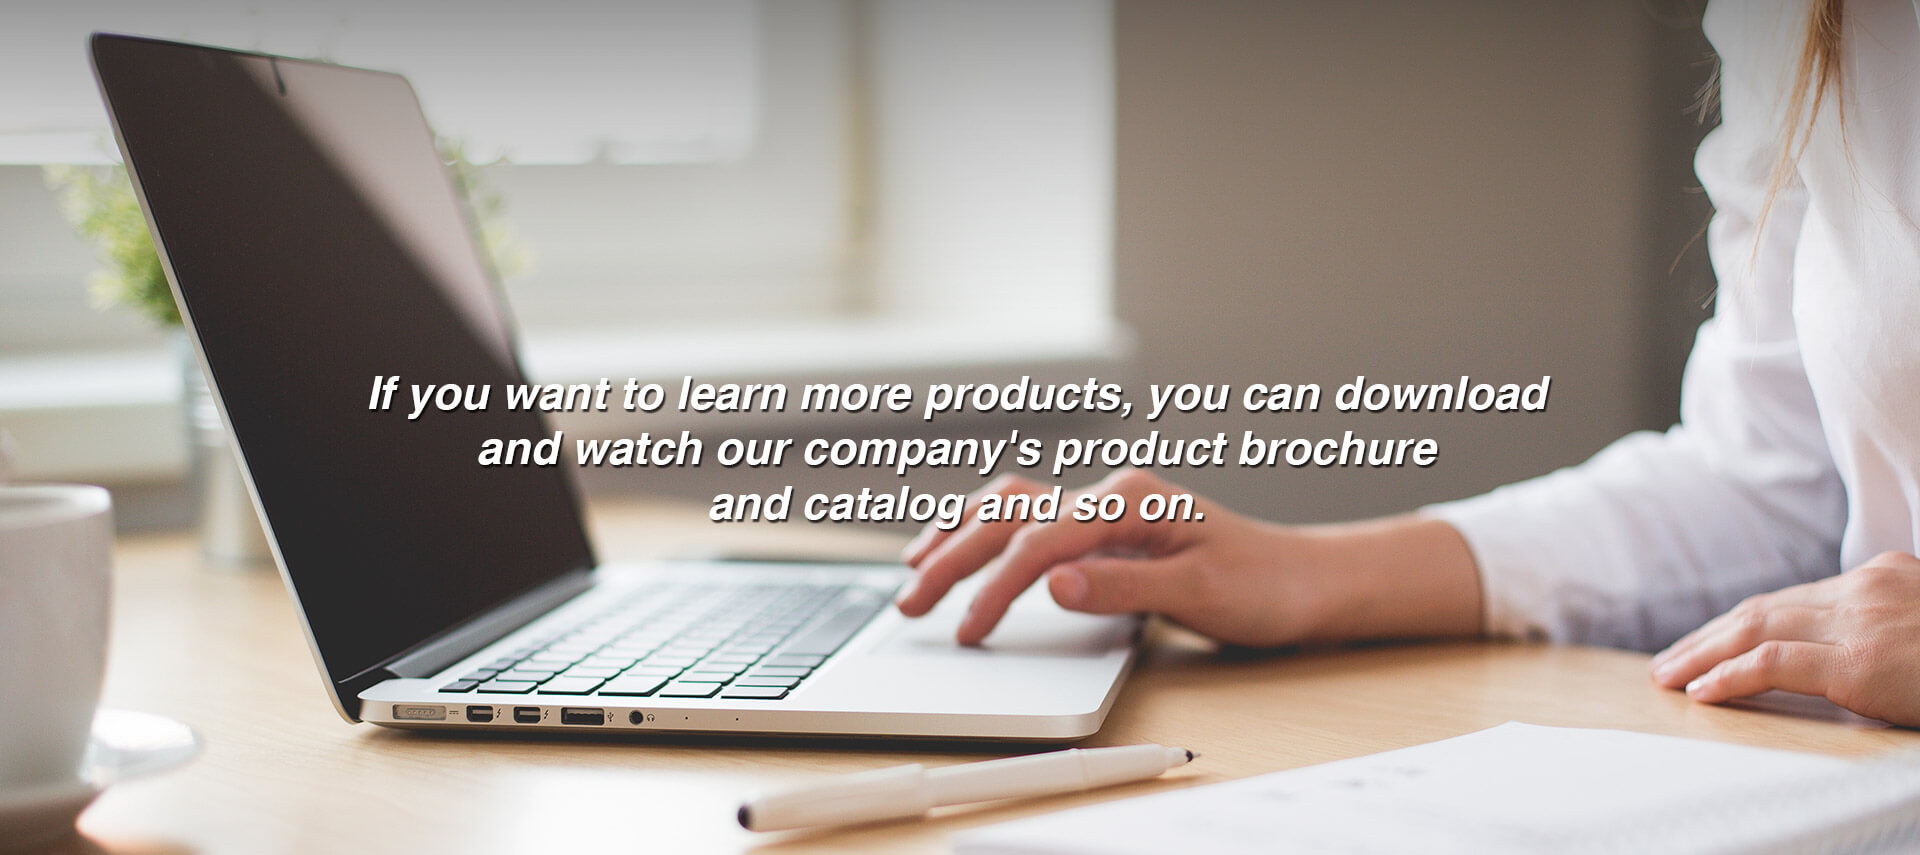 If you want to learn more products, you can download
and watch our company's product brochure
and catalog and so on.